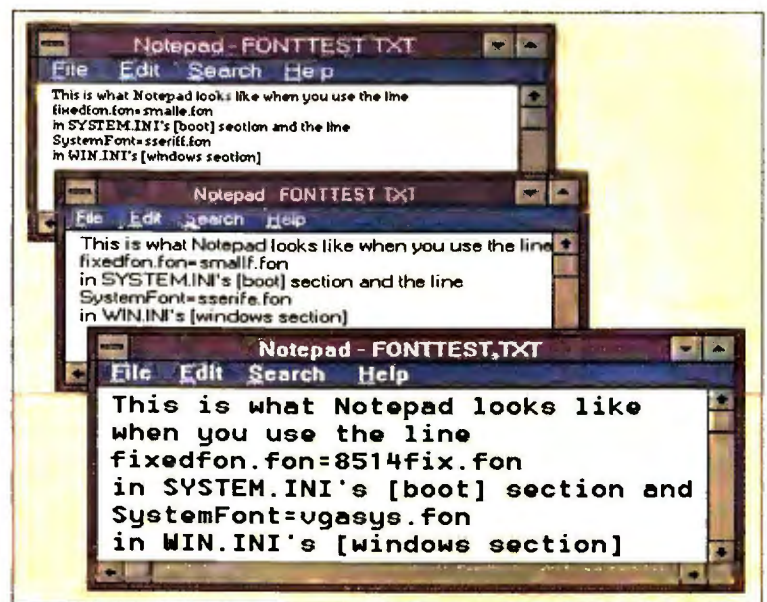 Notepad - FONTTEST TXT
File Edit Search Help
This is what Notepad looks like when you use the line
fixedfon.fon=smalle.fon
in SYSTEM.INI's [boot] section and the line
SystemFont=sseriff.fon
in WIN.INI's [windows section]
Notepad FONTTEST TXT
File Edit Search Help
This is what Notepad looks like when you use the line
fixedfon.fon=smallf.fon
in SYSTEM.INI's [boot] section and the line
SystemFont=sserife.fon
in WIN.INI's [windows section]
Notepad - FONTTEST.TXT
File Edit Search Help
This is what Notepad looks like
when you use the line
fixedfon.fon=8514fix.fon
in SYSTEM.INI's [boot] section and
SystemFont=vgasys.fon
in WIN.INI's [windows section]